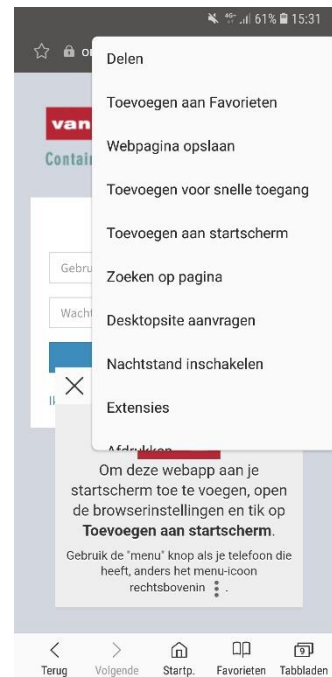 4G 61% 15:31
Delen
Toevoegen aan Favorieten
van
Webpagina opslaan
Toevoegen voor snelle toegang
Toevoegen aan startscherm
Zoeken op pagina
Desktopsite aanvragen
Nachtstand inschakelen
Extensies
Afdrukken
Om deze webapp aan je
startscherm toe te voegen, open
de browserinstellingen en tik op
Toevoegen aan startscherm.
Gebruik de "menu" knop als je telefoon die
heeft, anders het menu-icoon
rechtsbovenin .
Terug Volgende Startp. Favorieten Tabbladen
9